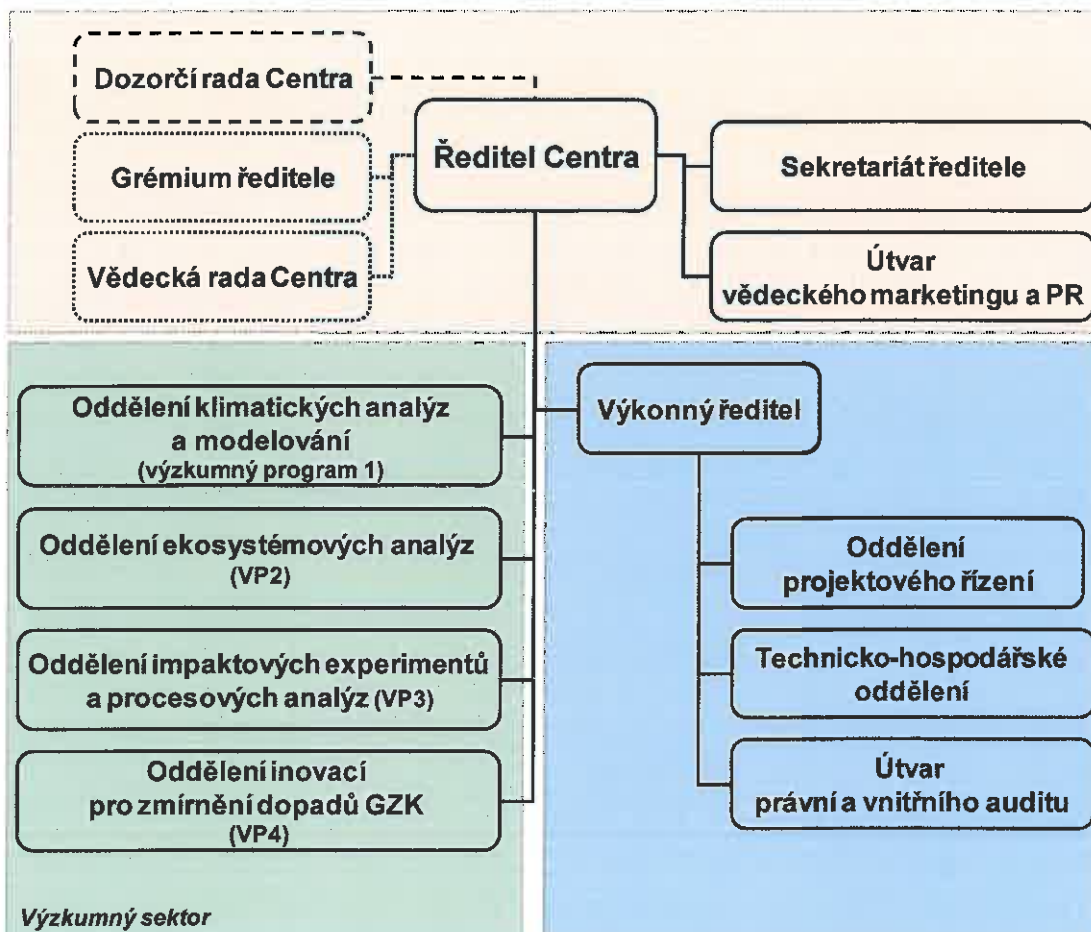 Dozorčí rada Centra
Grémium ředitele
Vědecká rada Centra
Ředitel Centra
Sekretariát ředitele
Útvar
vědeckého marketingu a PR
Oddělení klimatických analýz
a modelování
(výzkumný program 1)
Oddělení ekosystémových analýz
(VP2)
Oddělení impaktových experimentů
a procesových analýz (VP3)
Oddělení inovací
pro zmírnění dopadů GZK
(VP4)
Výzkumný sektor
Výkonný ředitel
Oddělení
projektového řízení
Technicko-hospodářské
oddělení
Útvar
právní a vnitřního auditu